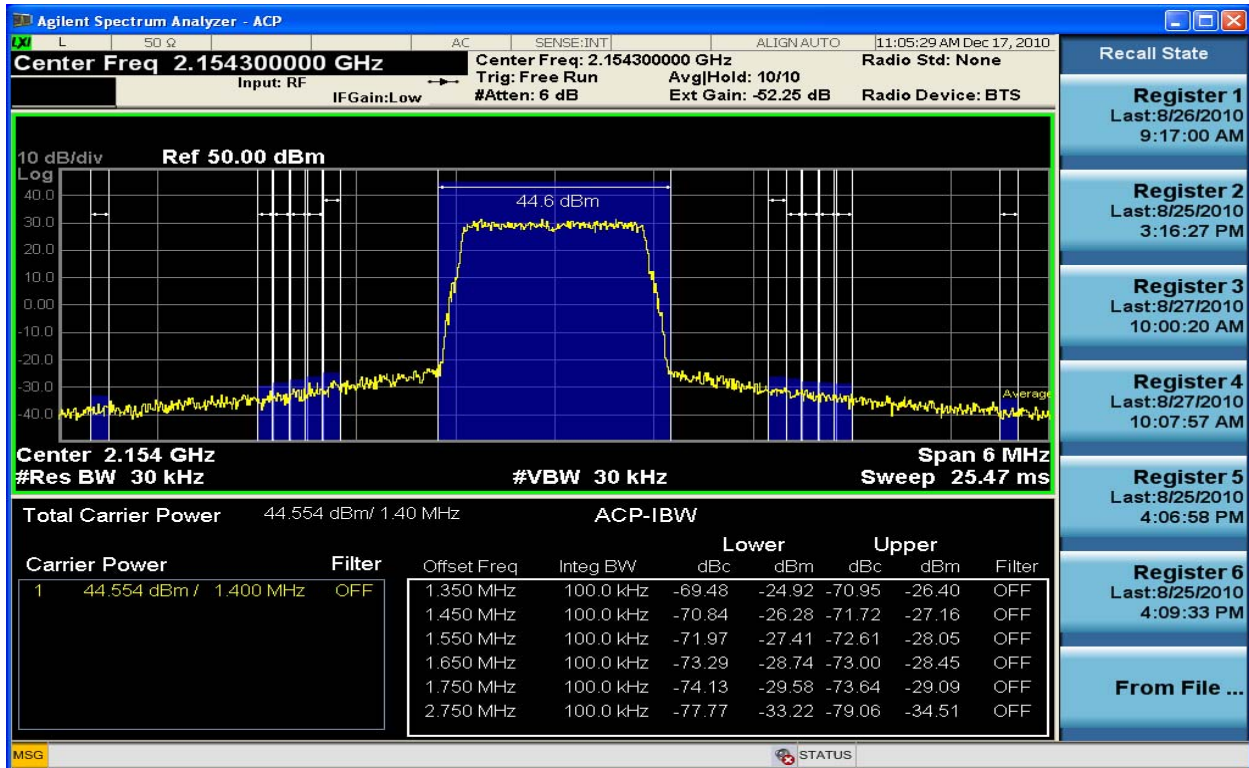 Agilent Spectrum Analyzer - ACP
LXI L 50 Ω AC SENSE:INT ALIGN AUTO 11:05:29 AM Dec 17, 2010
Center Freq 2.154300000 GHz
Input: RF
IFGain:Low
Center Freq: 2.154300000 GHz
Trig: Free Run Avg|Hold: 10/10
#Atten: 6 dB Ext Gain: -52.25 dB
Radio Std: None
Radio Device: BTS
10 dB/div Ref 50.00 dBm
Log
40.0
30.0
20.0
10.0
0.00
-10.0
-20.0
-30.0
-40.0
44.6 dBm
Average
Center 2.154 GHz Span 6 MHz
#Res BW 30 kHz #VBW 30 kHz Sweep 25.47 ms
Total Carrier Power 44.554 dBm/ 1.40 MHz ACP-IBW
Lower Upper
Carrier Power Filter Offset Freq Integ BW dBc dBm dBc dBm Filter
1 44.554 dBm / 1.400 MHz OFF
1.350 MHz 100.0 kHz -69.48 -24.92 -70.95 -26.40 OFF
1.450 MHz 100.0 kHz -70.84 -26.28 -71.72 -27.16 OFF
1.550 MHz 100.0 kHz -71.97 -27.41 -72.61 -28.05 OFF
1.650 MHz 100.0 kHz -73.29 -28.74 -73.00 -28.45 OFF
1.750 MHz 100.0 kHz -74.13 -29.58 -73.64 -29.09 OFF
2.750 MHz 100.0 kHz -77.77 -33.22 -79.06 -34.51 OFF
MSG STATUS
Recall State
Register 1
Last:8/26/2010
9:17:00 AM
Register 2
Last:8/25/2010
3:16:27 PM
Register 3
Last:8/27/2010
10:00:20 AM
Register 4
Last:8/27/2010
10:07:57 AM
Register 5
Last:8/25/2010
4:06:58 PM
Register 6
Last:8/25/2010
4:09:33 PM
From File ...